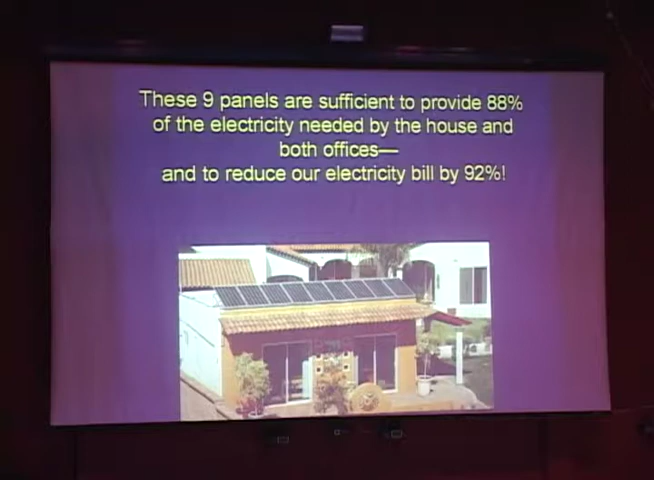 These 9 panels are sufficient to provide 88%
of the electricity needed by the house and
both offices—
and to reduce our electricity bill by 92%!